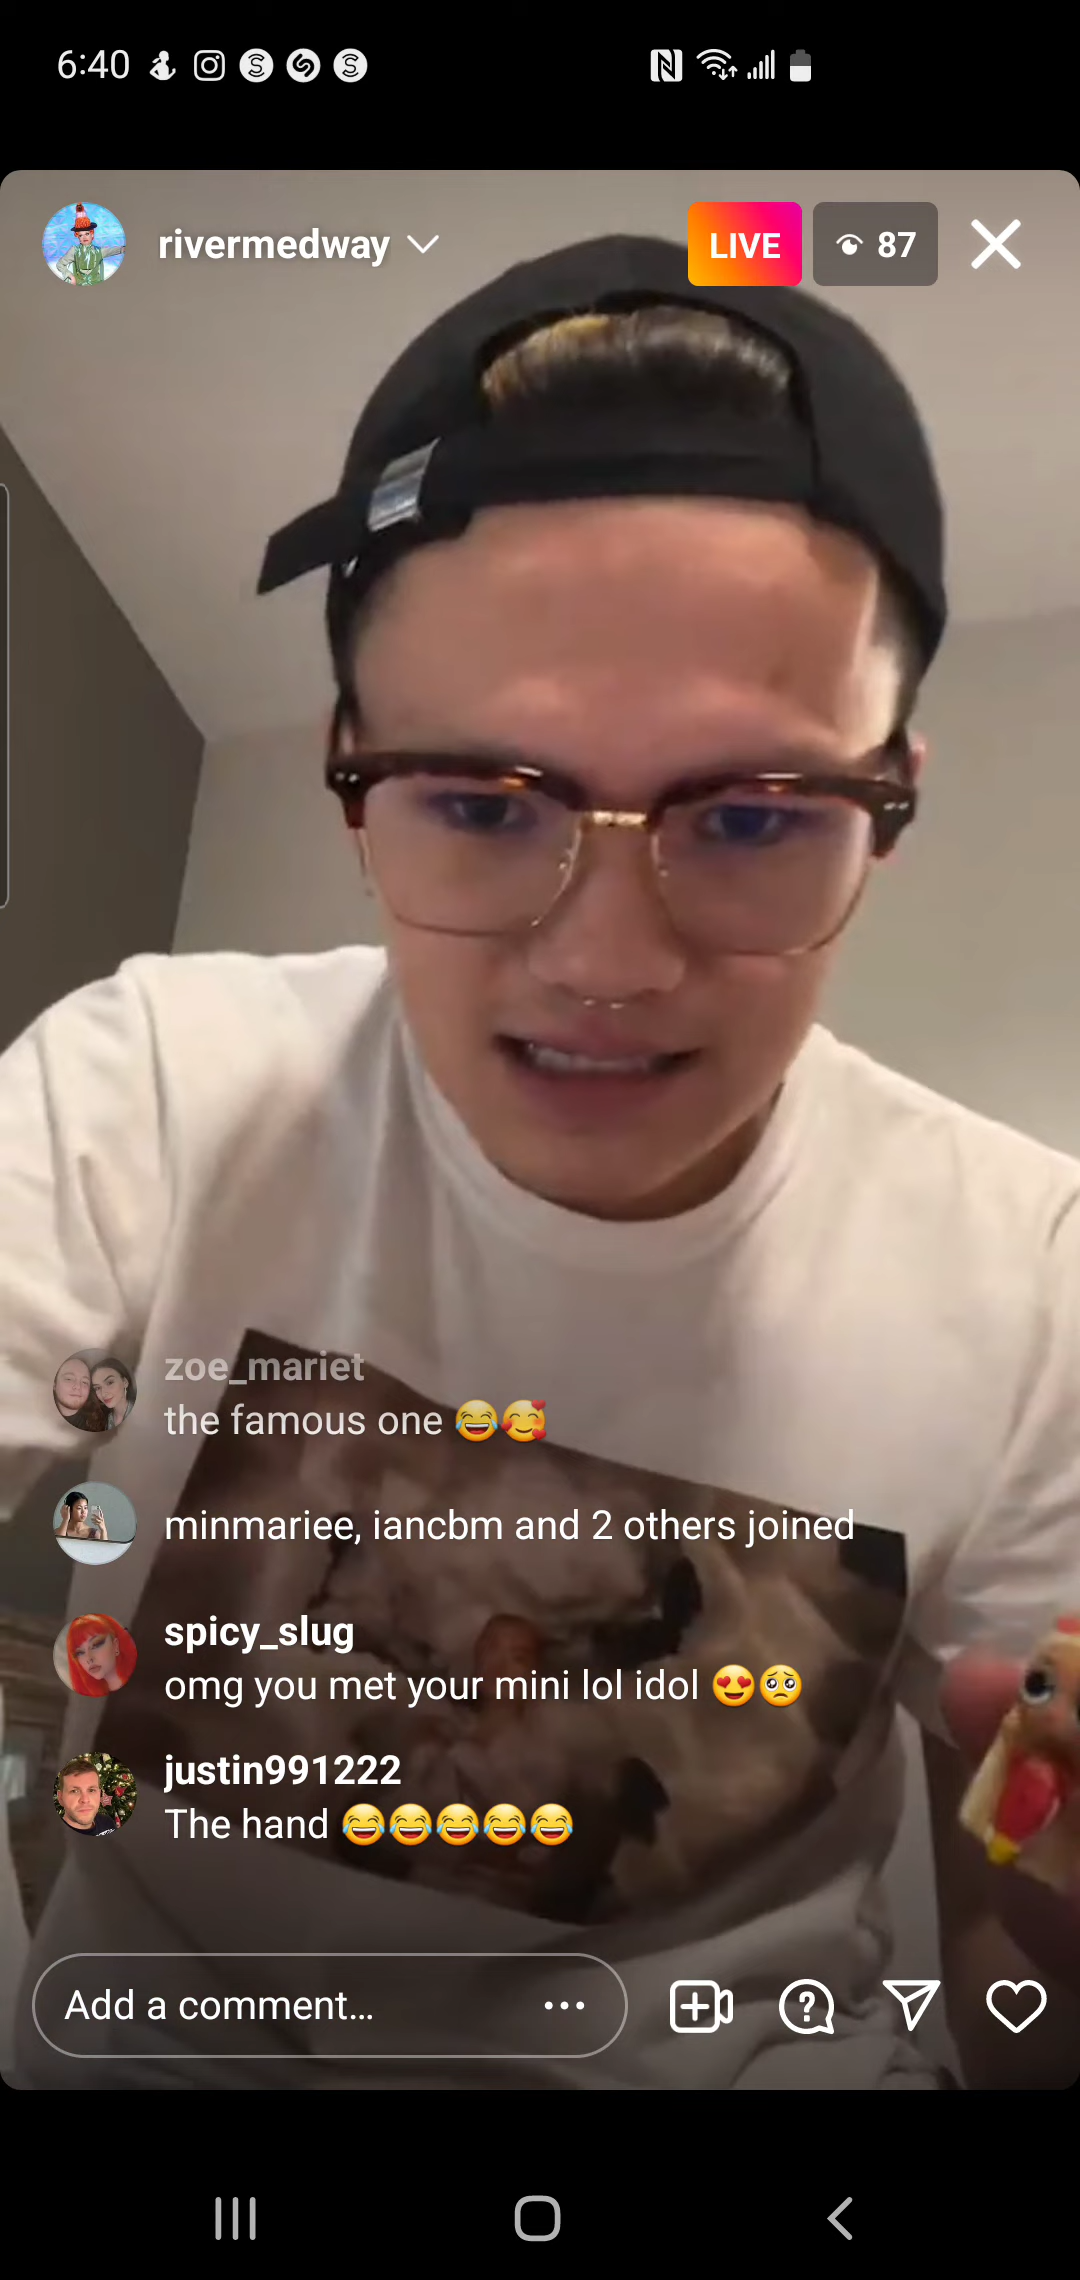 6:40
rivermedway
LIVE
87
zoe_mariet
the famous one 😂🥰
minmariee, iancbm and 2 others joined
spicy_slug
omg you met your mini lol idol 😍🥺
justin991222
The hand 😂😂😂😂😂
Add a comment...